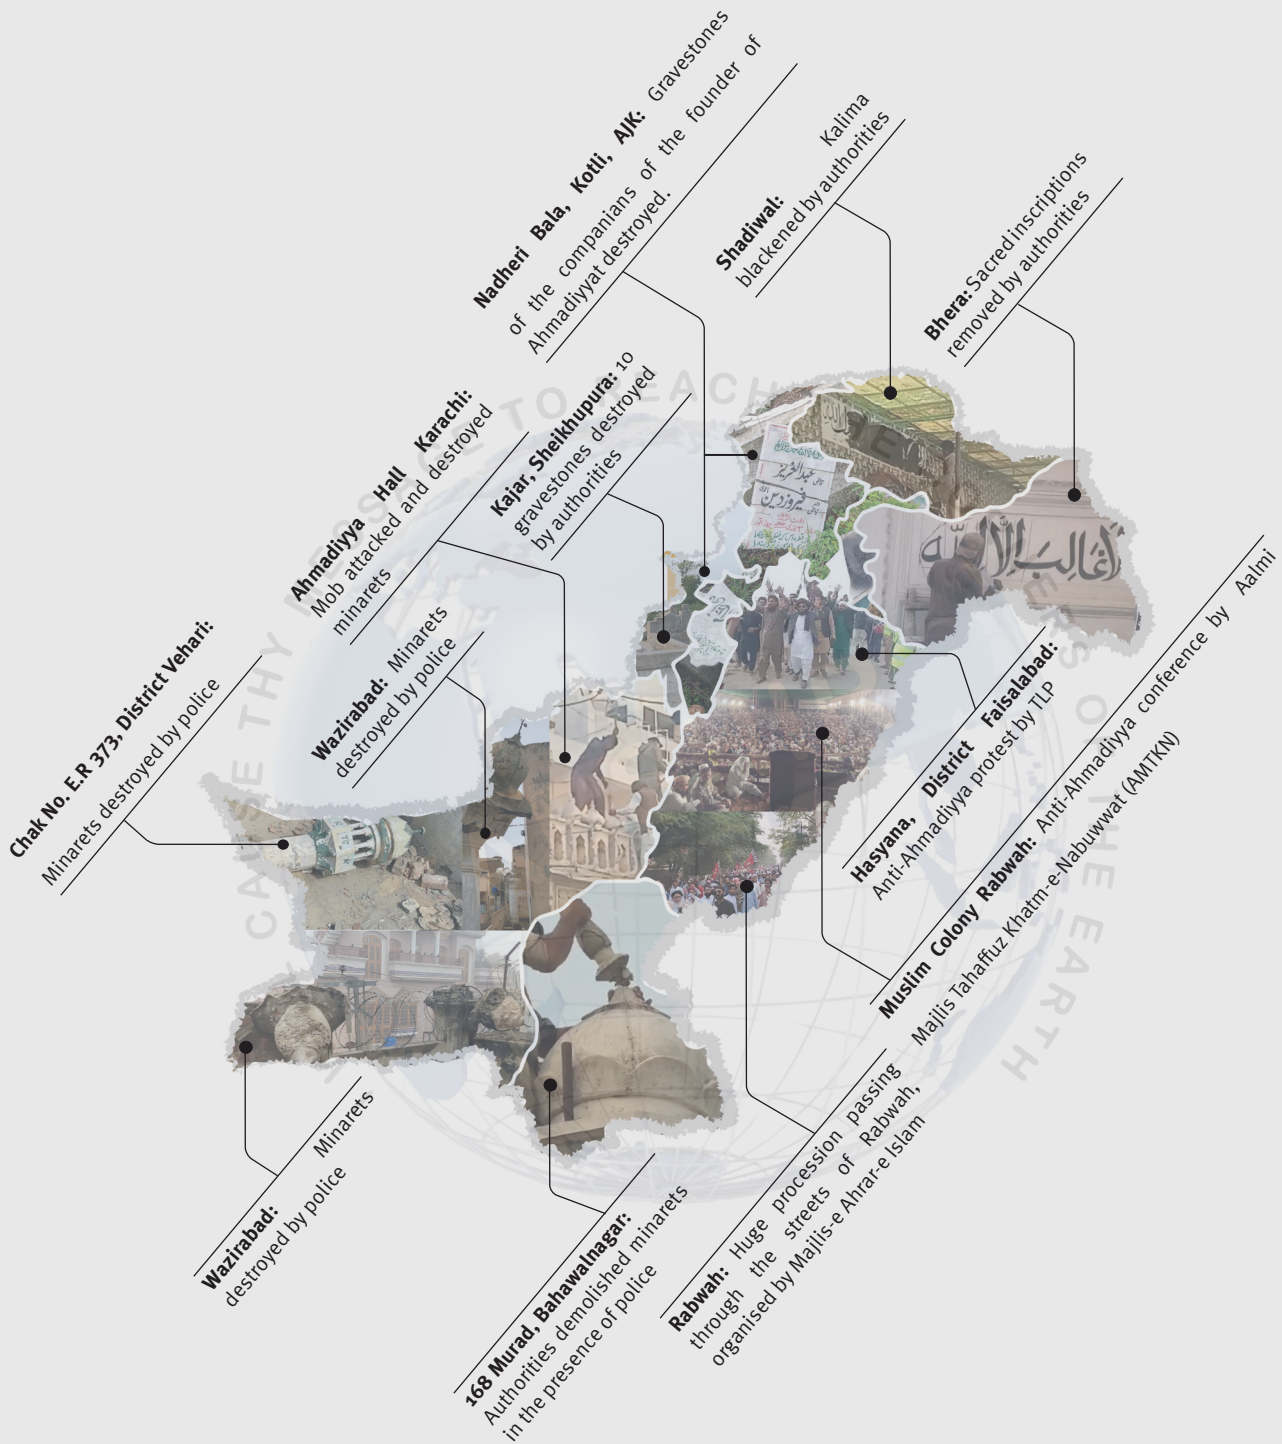 Nadheri Bala, Kotli, AJK: Gravestones
of the companians of the founder of
Ahmadiyyat destroyed.
Shadiwal: Kalima
blackened by authorities
Bhera: Sacred inscriptions
removed by authorities
Kajar, Sheikhupura: 10
gravestones destroyed
by authorities
Ahmadiyya Hall Karachi:
Mob attacked and destroyed
minarets
Wazirabad: Minarets
destroyed by police
Chak No. E.R 373, District Vehari:
Minarets destroyed by police
Hasyana, District Faisalabad:
Anti-Ahmadiyya protest by TLP
Muslim Colony Rabwah: Anti-Ahmadiyya conference by Aalmi
Majlis Tahaffuz Khatm-e-Nabuwwat (AMTKN)
Rabwah: Huge procession passing
through the streets of Rabwah,
organised by Majlis-e Ahrar-e Islam
168 Murad, Bahawalnagar:
Authorities demolished minarets
in the presence of police
Wazirabad: Minarets
destroyed by police
عبدالعزیز
فیروز دین